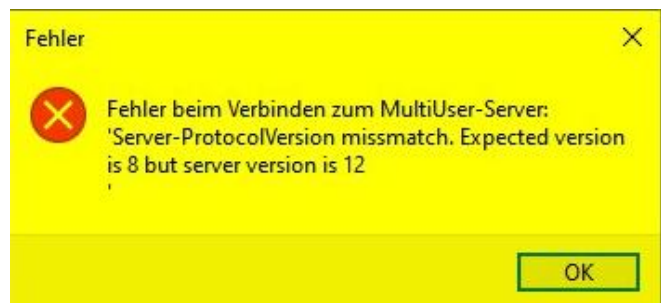 Fehler
Fehler beim Verbinden zum MultiUser-Server:
'Server-ProtocolVersion missmatch. Expected version
is 8 but server version is 12
'
OK